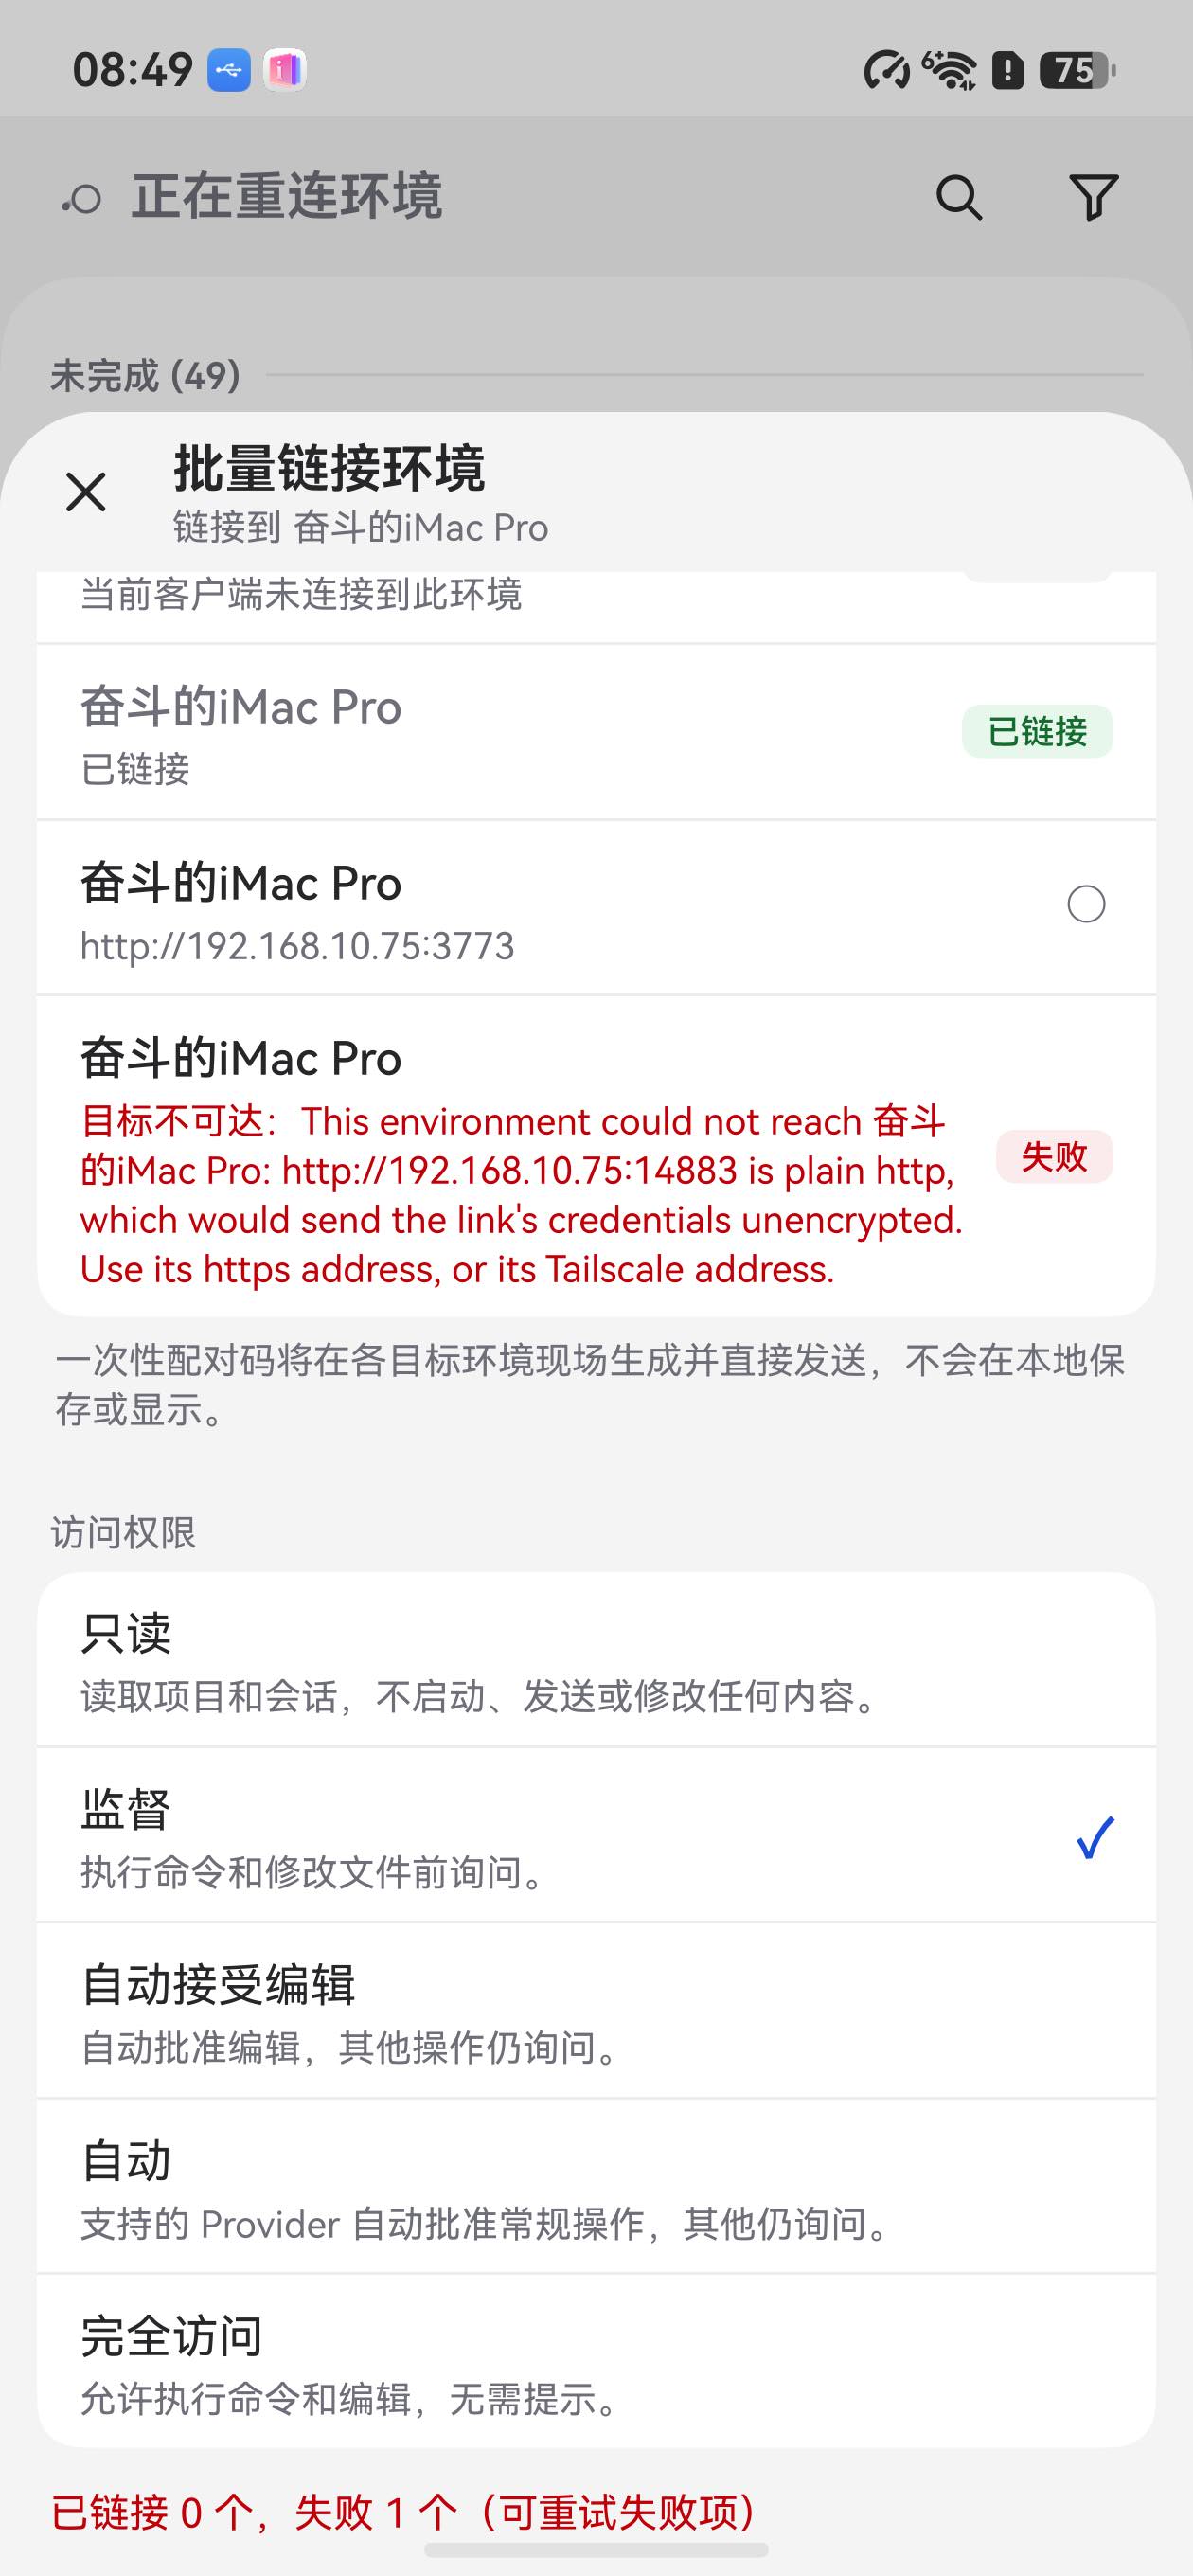 08:49
6+
75
正在重连环境
未完成 (49)
批量链接环境
链接到 奋斗的iMac Pro
当前客户端未连接到此环境
奋斗的iMac Pro
已链接
已链接
奋斗的iMac Pro
http://192.168.10.75:3773
奋斗的iMac Pro
目标不可达：This environment could not reach 奋斗
的iMac Pro: http://192.168.10.75:14883 is plain http,
which would send the link's credentials unencrypted.
Use its https address, or its Tailscale address.
失败
一次性配对码将在各目标环境现场生成并直接发送，不会在本地保
存或显示。
访问权限
只读
读取项目和会话，不启动、发送或修改任何内容。
监督
执行命令和修改文件前询问。
自动接受编辑
自动批准编辑，其他操作仍询问。
自动
支持的 Provider 自动批准常规操作，其他仍询问。
完全访问
允许执行命令和编辑，无需提示。
已链接 0 个，失败 1 个（可重试失败项）